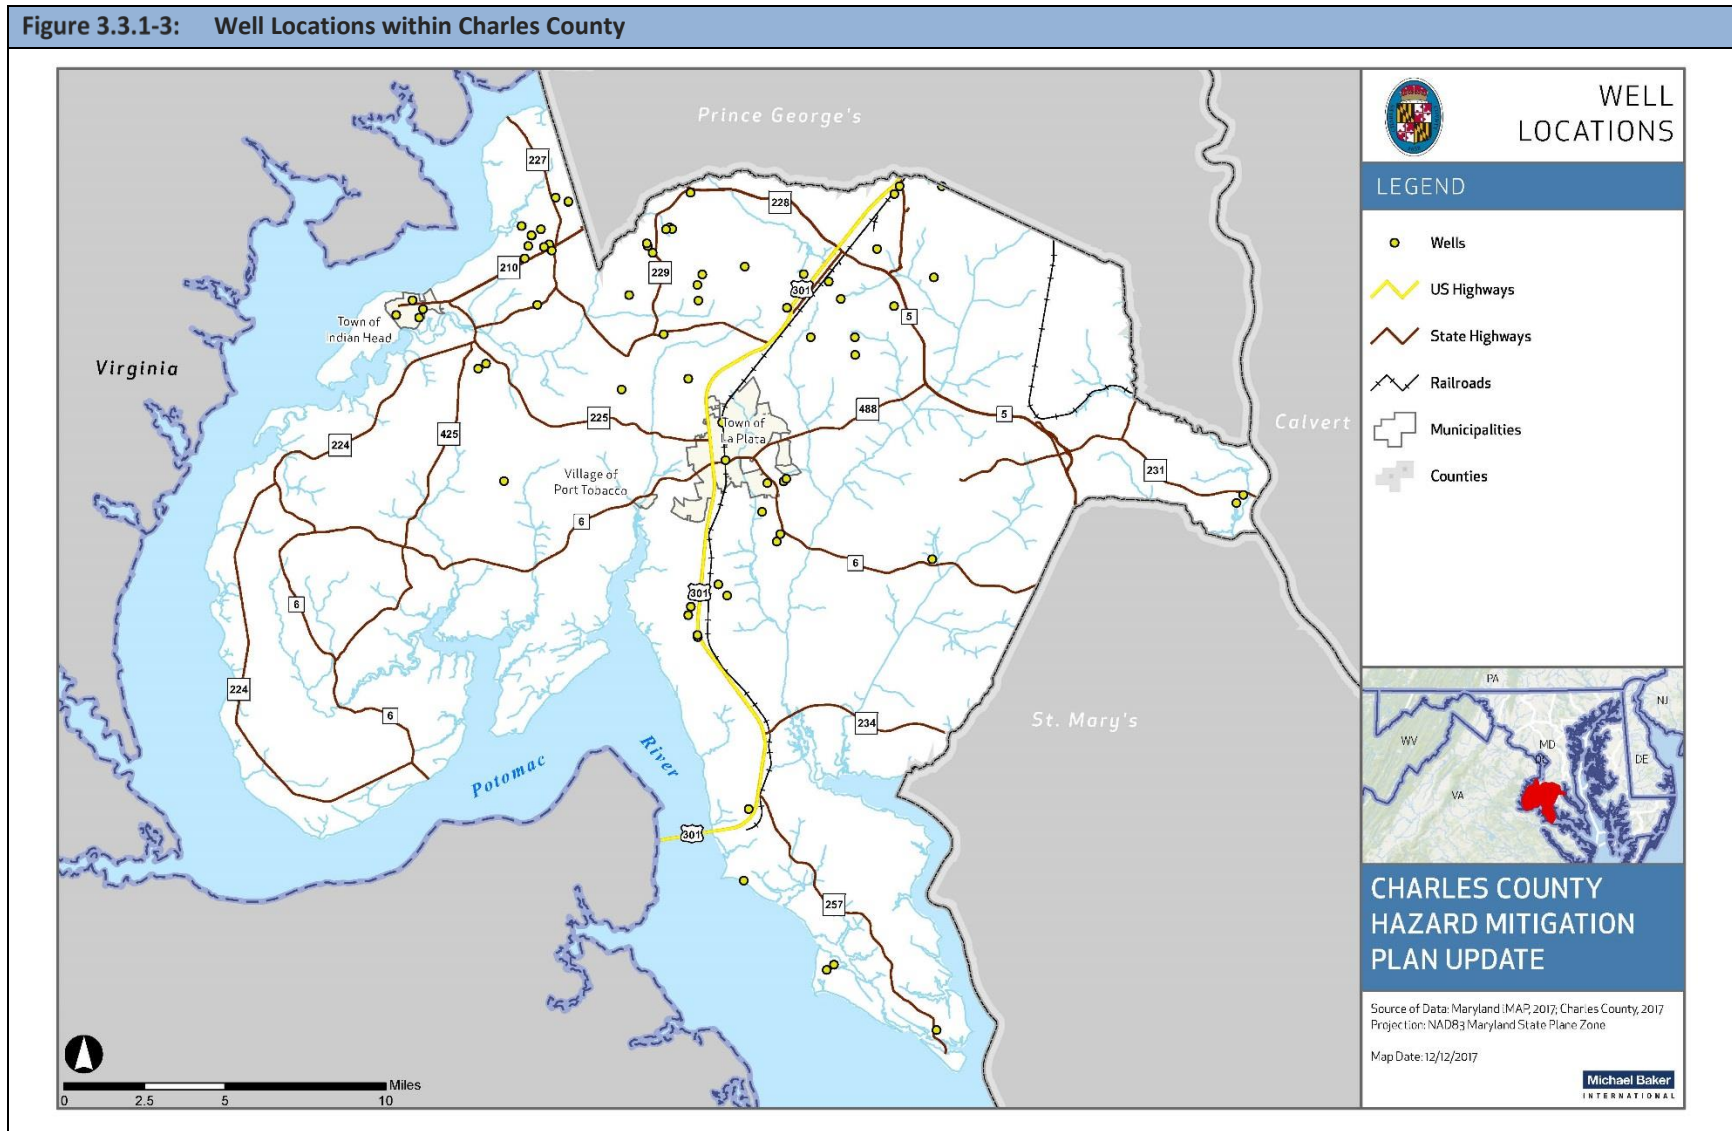 Figure 3.3.1-3: Well Locations within Charles County
Prince George's
WELL
LOCATIONS
LEGEND
Wells
US Highways
State Highways
Railroads
Municipalities
Counties
227
228
210
229
301
Town of
Indian Head
5
Virginia
224
425
225
488
5
Calvert
Town of
La Plata
231
Village of
Port Tobacco
6
6
6
301
224
6
234
St. Mary's
Potomac
River
301
257
PA
NJ
WV
MD
DC
DE
VA
CHARLES COUNTY
HAZARD MITIGATION
PLAN UPDATE
Source of Data: Maryland iMAP, 2017; Charles County, 2017
Projection: NAD83 Maryland State Plane Zone
Map Date: 12/12/2017
Michael Baker
INTERNATIONAL
Miles
0 2.5 5 10